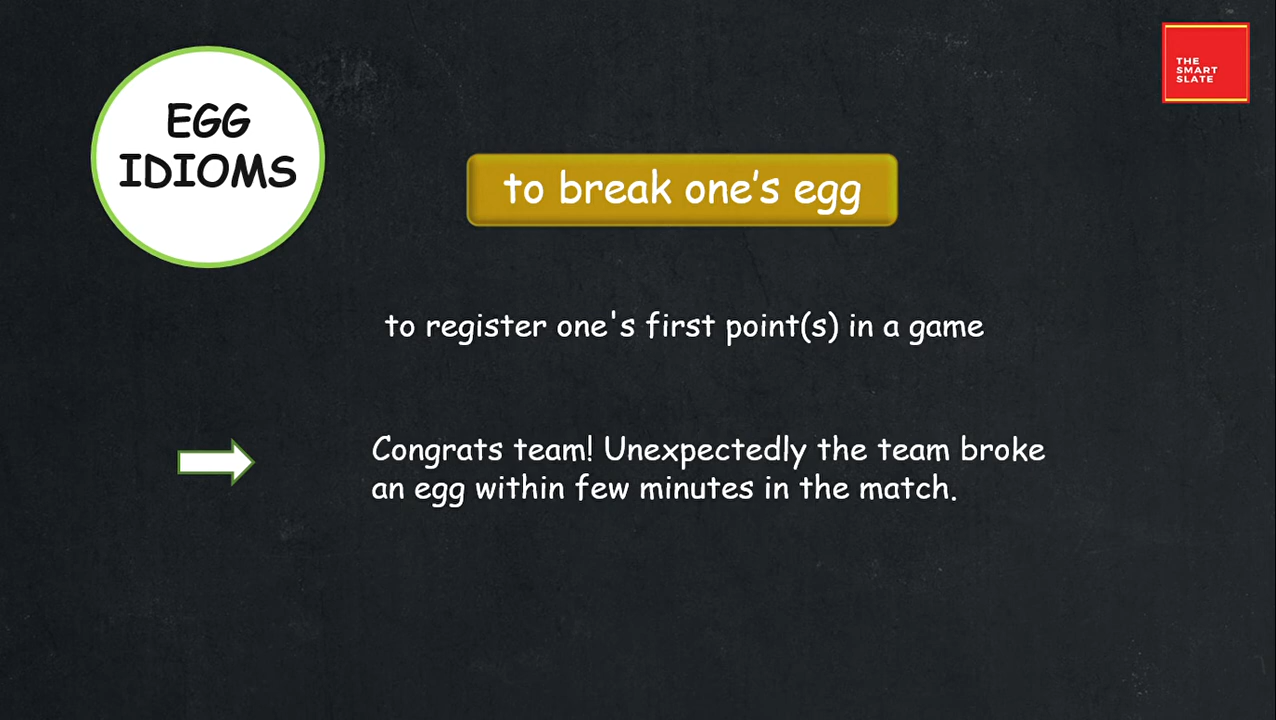 EGG
IDIOMS
THE
SMART
SLATE
to break one's egg
to register one's first point(s) in a game
Congrats team! Unexpectedly the team broke
an egg within few minutes in the match.